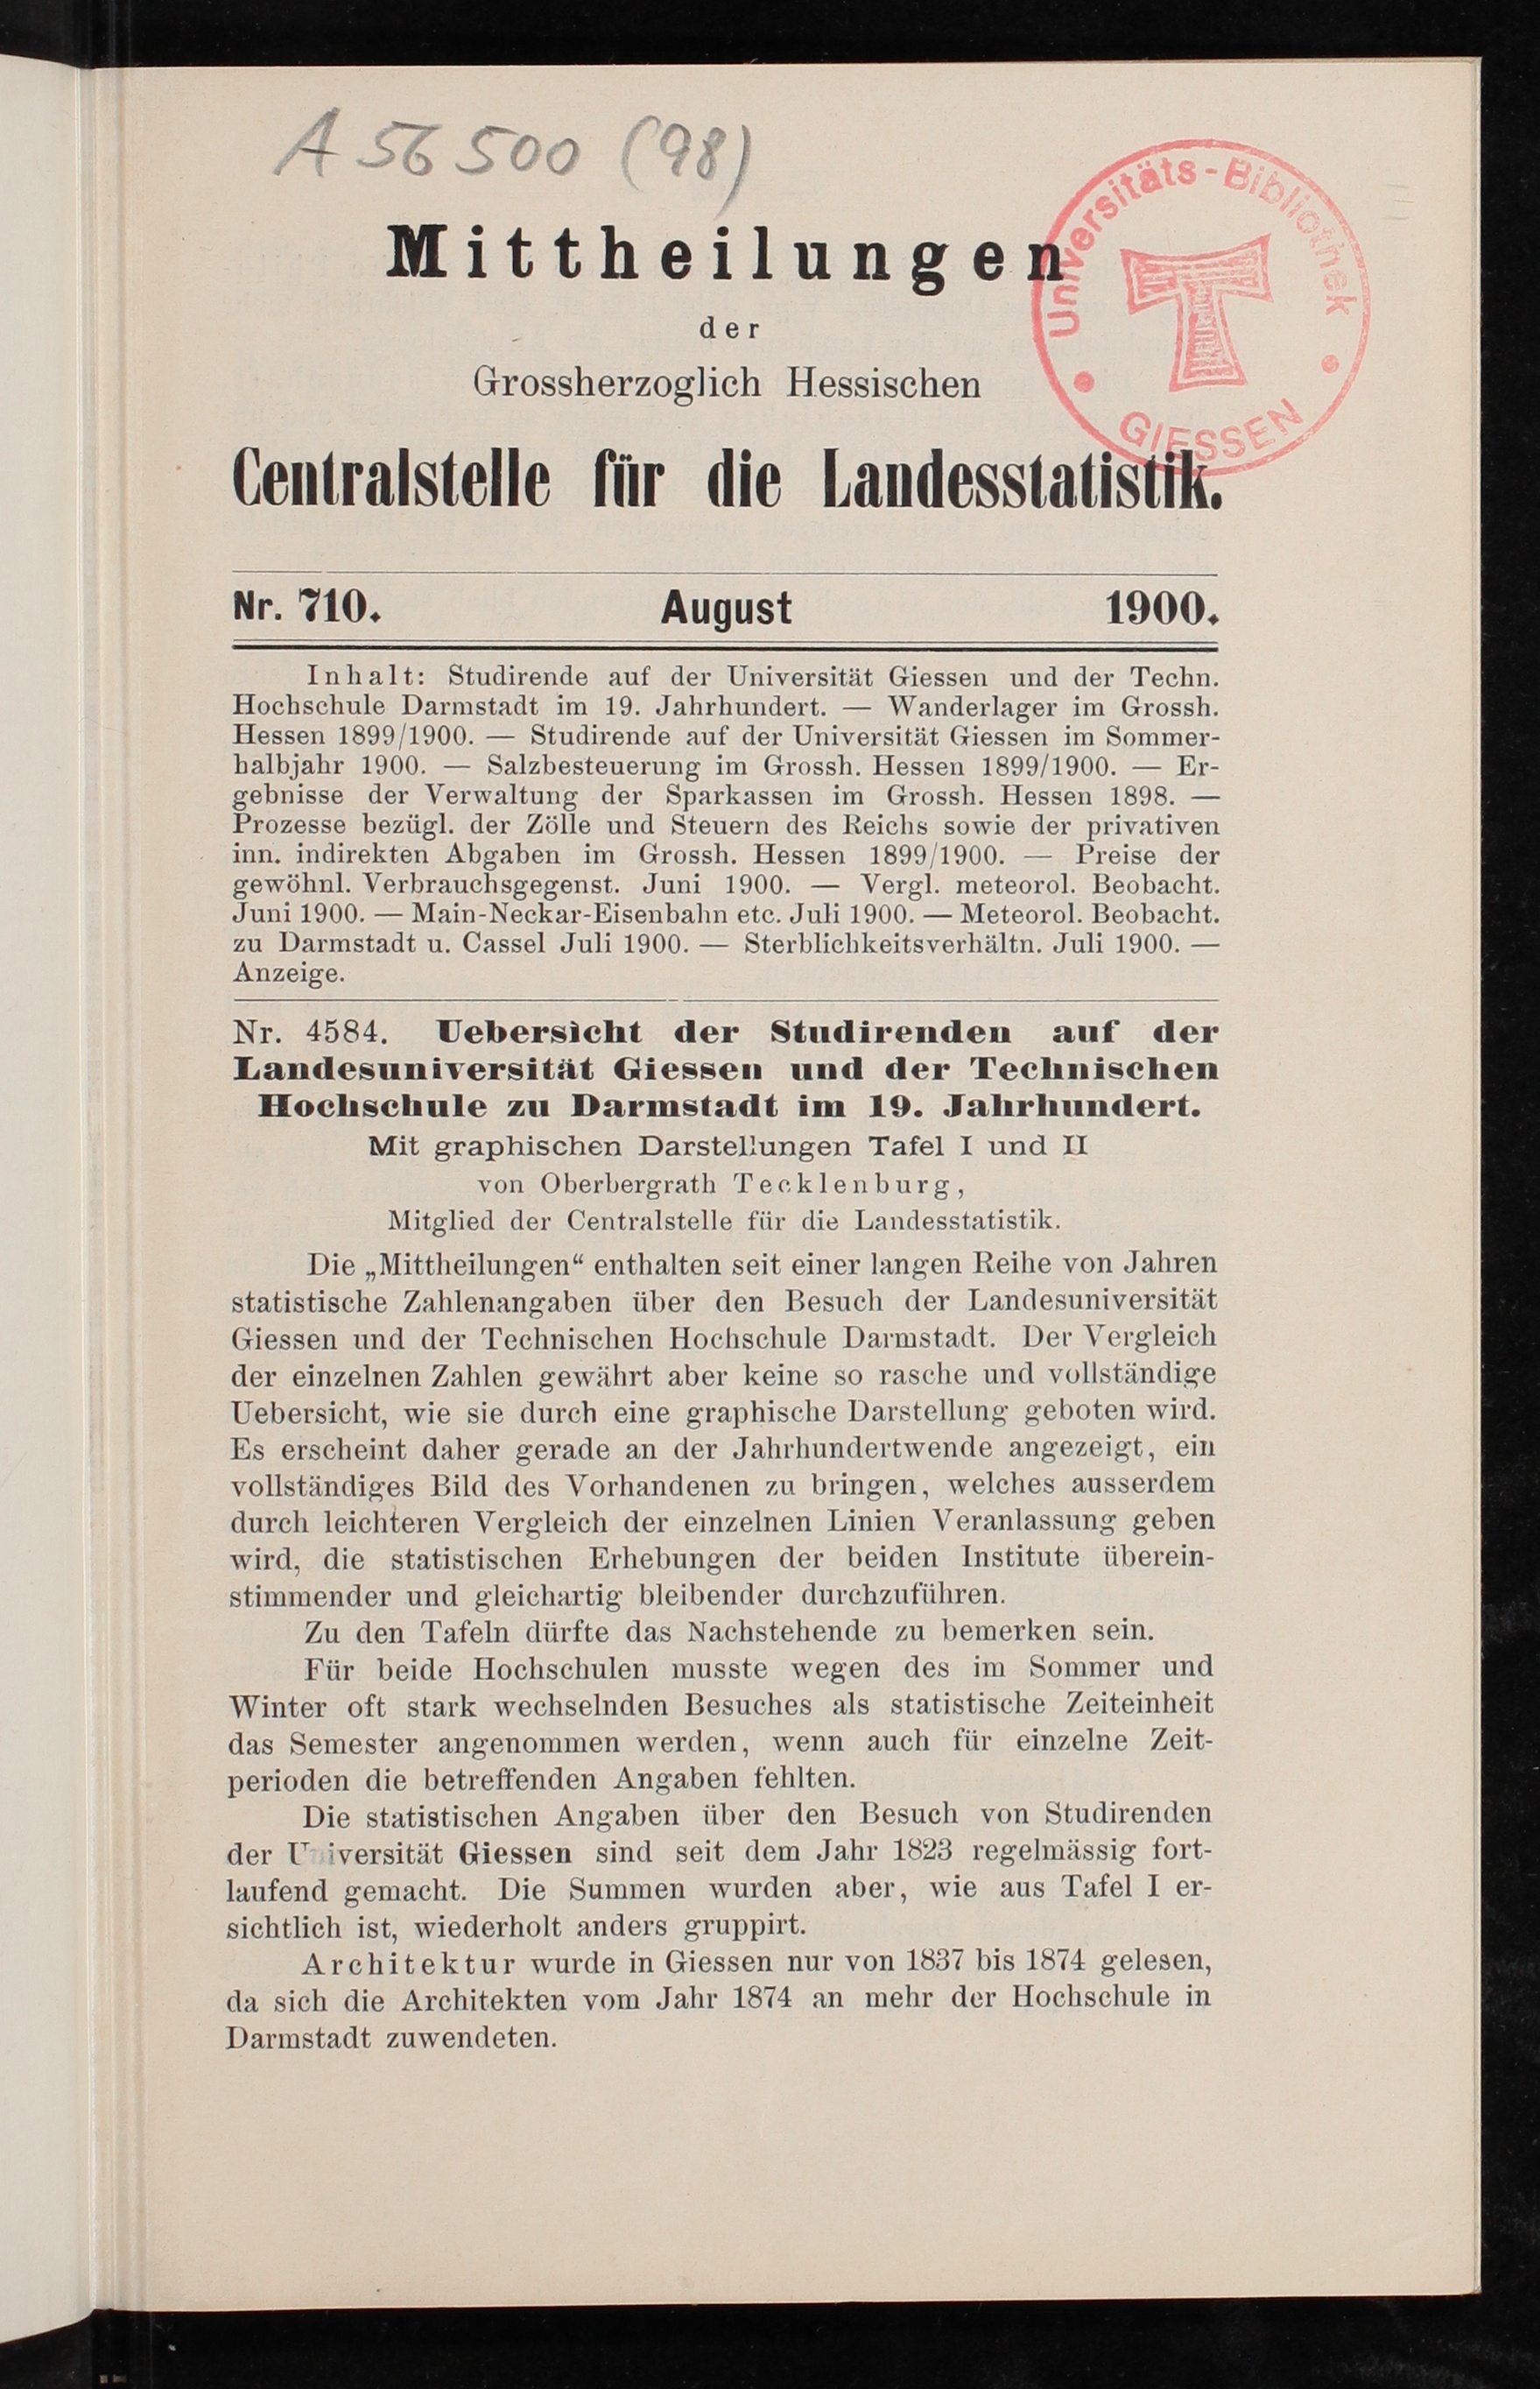 A 56 500 (98)
Universitäts-Bibliothek
GIESSEN
Mittheilungen
der
Grossherzoglich Hessischen
Centralstelle für die Landesstatistik.
Nr. 710. August 1900.
Inhalt: Studirende auf der Universität Giessen und der Techn.
Hochschule Darmstadt im 19. Jahrhundert. — Wanderlager im Grossh.
Hessen 1899/1900. — Studirende auf der Universität Giessen im Sommer-
halbjahr 1900. — Salzbesteuerung im Grossh. Hessen 1899/1900. — Er-
gebnisse der Verwaltung der Sparkassen im Grossh. Hessen 1898. —
Prozesse bezügl. der Zölle und Steuern des Reichs sowie der privativen
inn. indirekten Abgaben im Grossh. Hessen 1899/1900. — Preise der
gewöhnl. Verbrauchsgegenst. Juni 1900. — Vergl. meteorol. Beobacht.
Juni 1900. — Main-Neckar-Eisenbahn etc. Juli 1900. — Meteorol. Beobacht.
zu Darmstadt u. Cassel Juli 1900. — Sterblichkeitsverhältn. Juli 1900. —
Anzeige.
Nr. 4584. Uebersicht der Studirenden auf der
Landesuniversität Giessen und der Technischen
Hochschule zu Darmstadt im 19. Jahrhundert.
Mit graphischen Darstellungen Tafel I und II
von Oberbergrath Tecklenburg,
Mitglied der Centralstelle für die Landesstatistik.
Die „Mittheilungen“ enthalten seit einer langen Reihe von Jahren
statistische Zahlenangaben über den Besuch der Landesuniversität
Giessen und der Technischen Hochschule Darmstadt. Der Vergleich
der einzelnen Zahlen gewährt aber keine so rasche und vollständige
Uebersicht, wie sie durch eine graphische Darstellung geboten wird.
Es erscheint daher gerade an der Jahrhundertwende angezeigt, ein
vollständiges Bild des Vorhandenen zu bringen, welches ausserdem
durch leichteren Vergleich der einzelnen Linien Veranlassung geben
wird, die statistischen Erhebungen der beiden Institute überein-
stimmender und gleichartig bleibender durchzuführen.
Zu den Tafeln dürfte das Nachstehende zu bemerken sein.
Für beide Hochschulen musste wegen des im Sommer und
Winter oft stark wechselnden Besuches als statistische Zeiteinheit
das Semester angenommen werden, wenn auch für einzelne Zeit-
perioden die betreffenden Angaben fehlten.
Die statistischen Angaben über den Besuch von Studirenden
der Universität Giessen sind seit dem Jahr 1823 regelmässig fort-
laufend gemacht. Die Summen wurden aber, wie aus Tafel I er-
sichtlich ist, wiederholt anders gruppirt.
Architektur wurde in Giessen nur von 1837 bis 1874 gelesen,
da sich die Architekten vom Jahr 1874 an mehr der Hochschule in
Darmstadt zuwendeten.